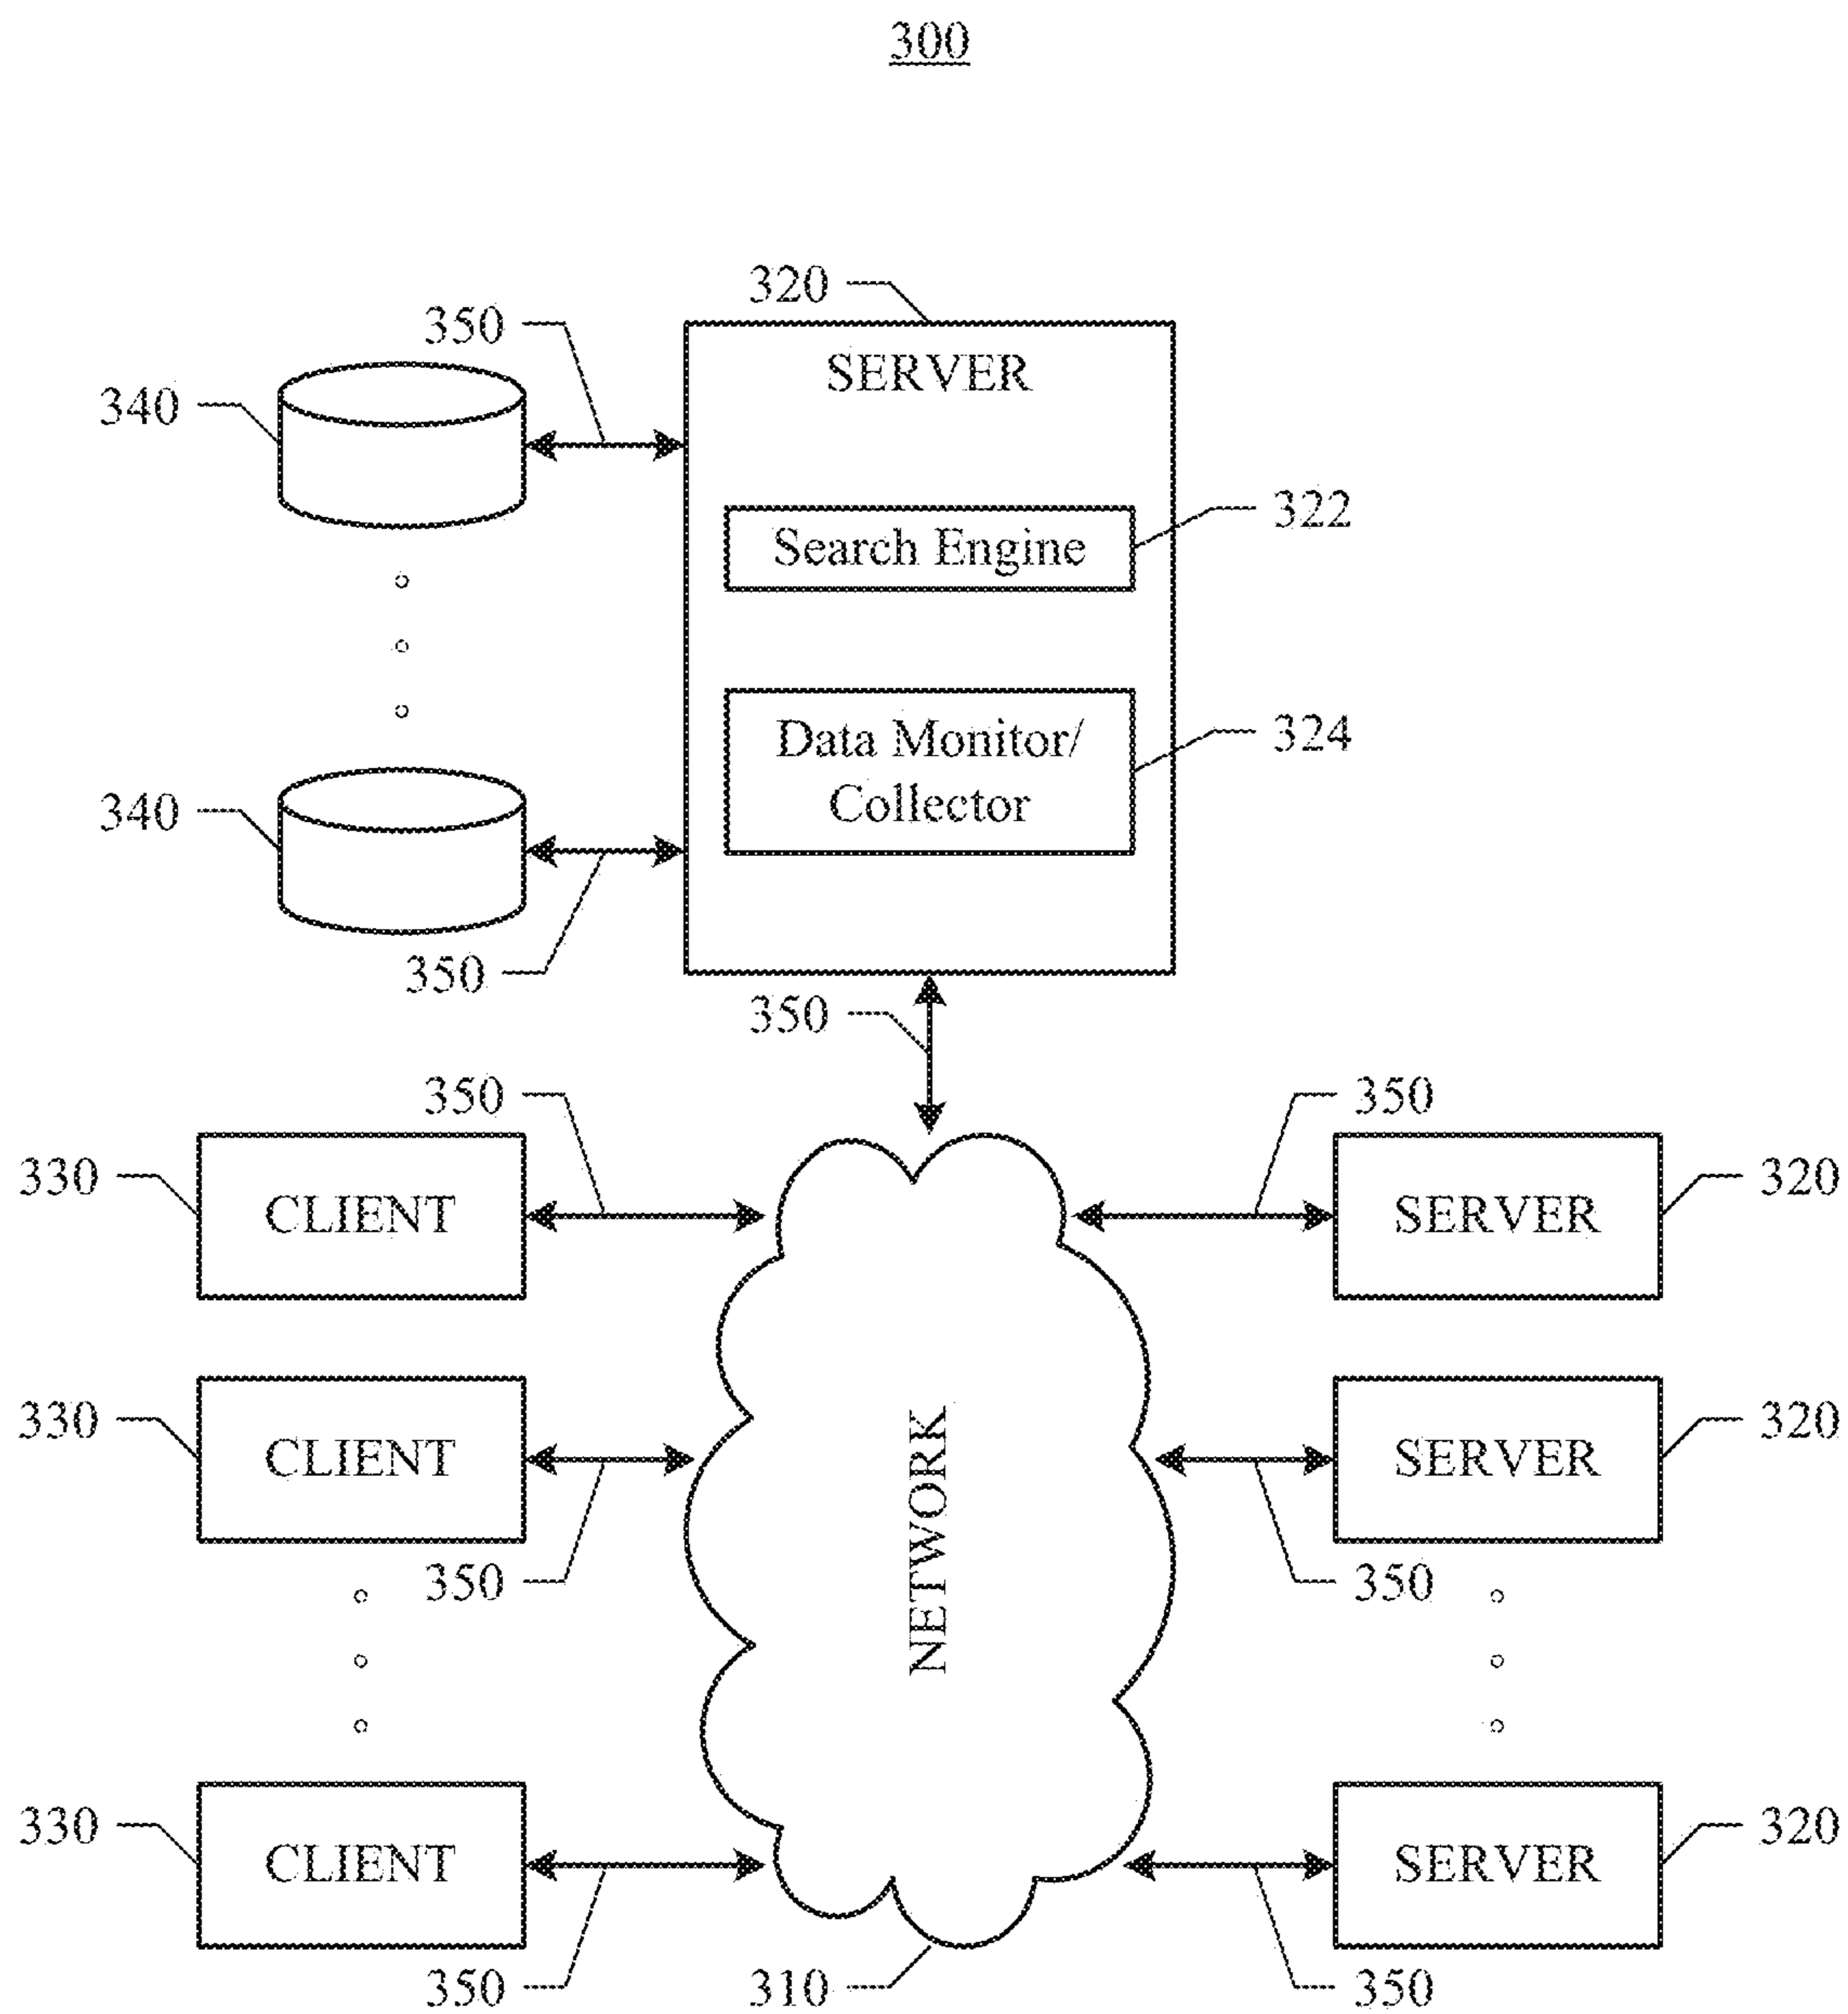 300
320
350
SERVER
340
322
Search Engine
324
Data Monitor/
Collector
340
350
350
350
350
330
CLIENT
SERVER
320
330
CLIENT
SERVER
320
350
350
NETWORK
330
CLIENT
SERVER
320
350
310
350